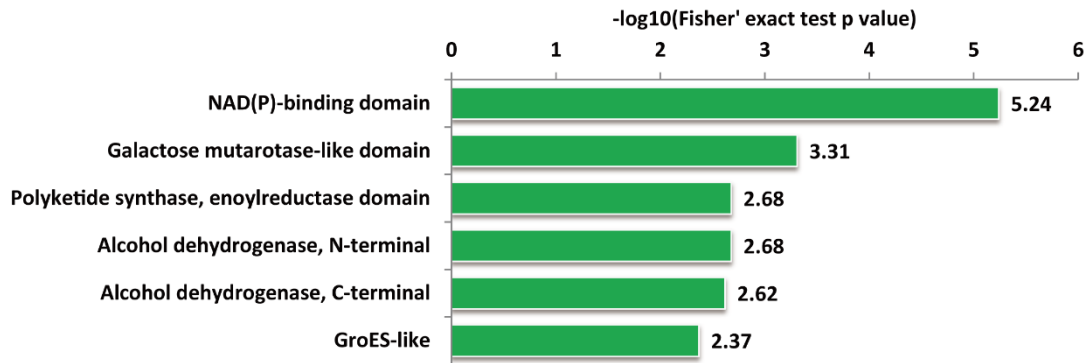 -log10(Fisher' exact test p value)
0 1 2 3 4 5 6
NAD(P)-binding domain 5.24
Galactose mutarotase-like domain 3.31
Polyketide synthase, enoylreductase domain 2.68
Alcohol dehydrogenase, N-terminal 2.68
Alcohol dehydrogenase, C-terminal 2.62
GroES-like 2.37